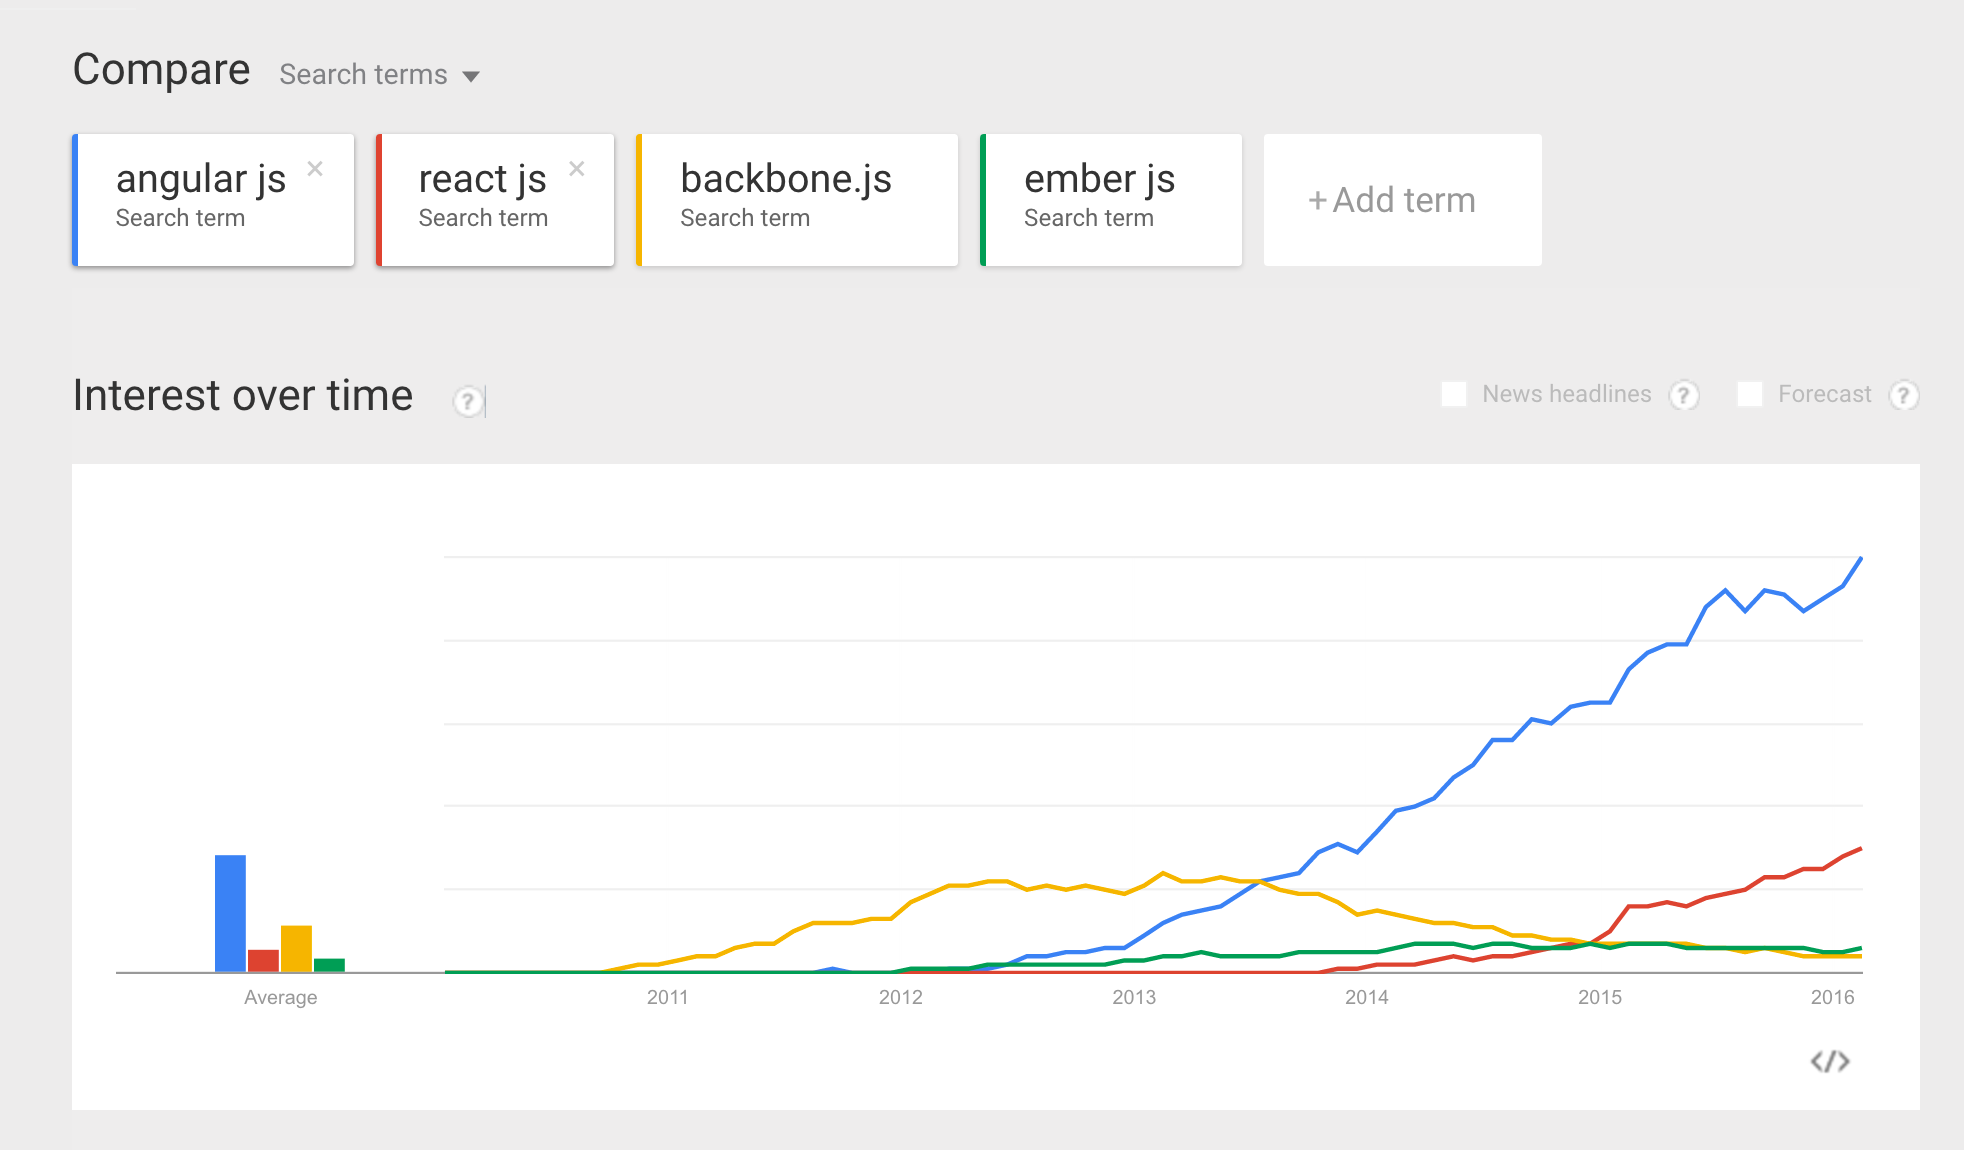 Compare Search terms
angular js × react js × backbone.js ember js + Add term
Search term Search term Search term Search term
Interest over time ? News headlines ? Forecast ?
Average 2011 2012 2013 2014 2015 2016
</>